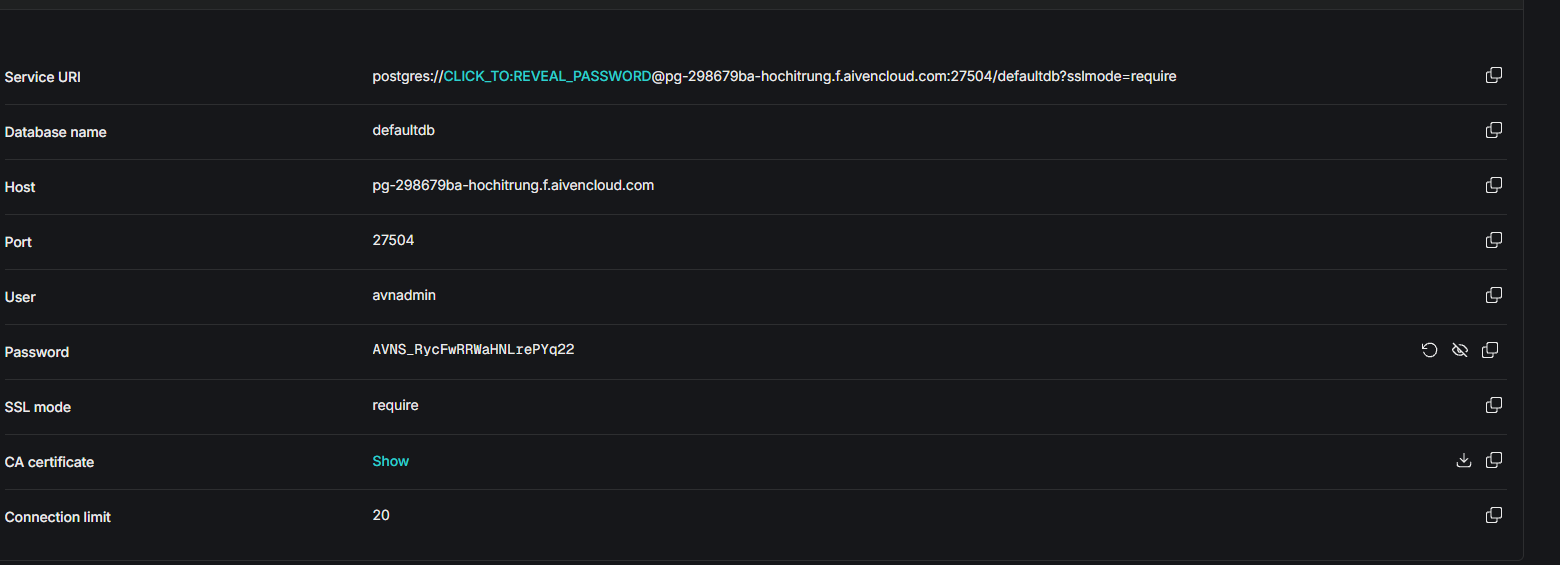 Service URI postgres://CLICK_TO:REVEAL_PASSWORD@pg-298679ba-hochitrung.f.aivencloud.com:27504/defaultdb?sslmode=require
Database name defaultdb
Host pg-298679ba-hochitrung.f.aivencloud.com
Port 27504
User avnadmin
Password AVNS_RycFwRRWaHNLrePYq22
SSL mode require
CA certificate Show
Connection limit 20